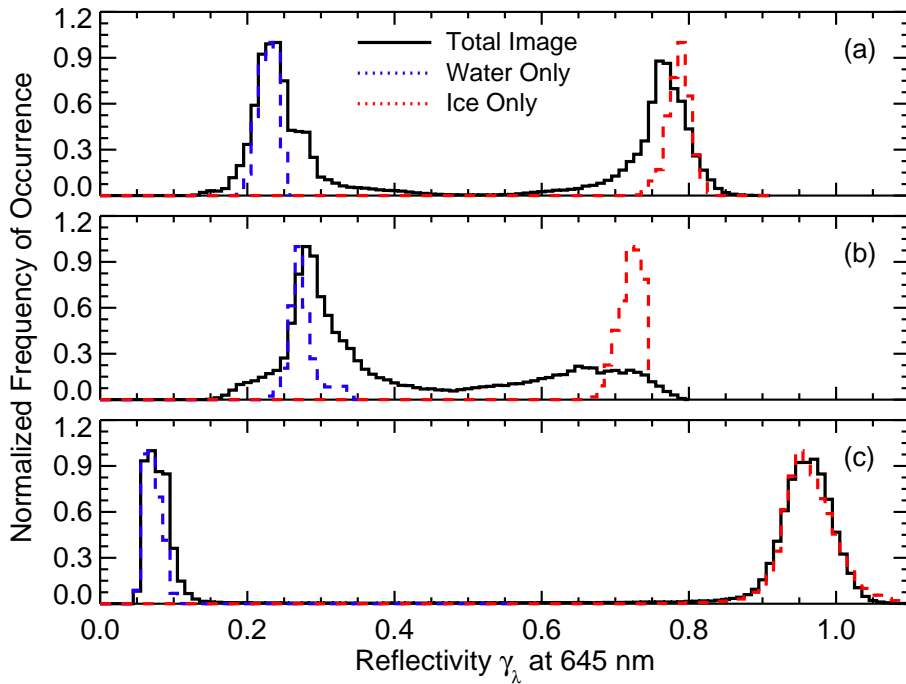 Normalized Frequency of Occurrence
1.2
0.9
0.6
0.3
0.0
Total Image
Water Only
Ice Only
(a)
1.2
0.9
0.6
0.3
0.0
(b)
1.2
0.9
0.6
0.3
0.0
(c)
0.0 0.2 0.4 0.6 0.8 1.0
Reflectivity γλ at 645 nm